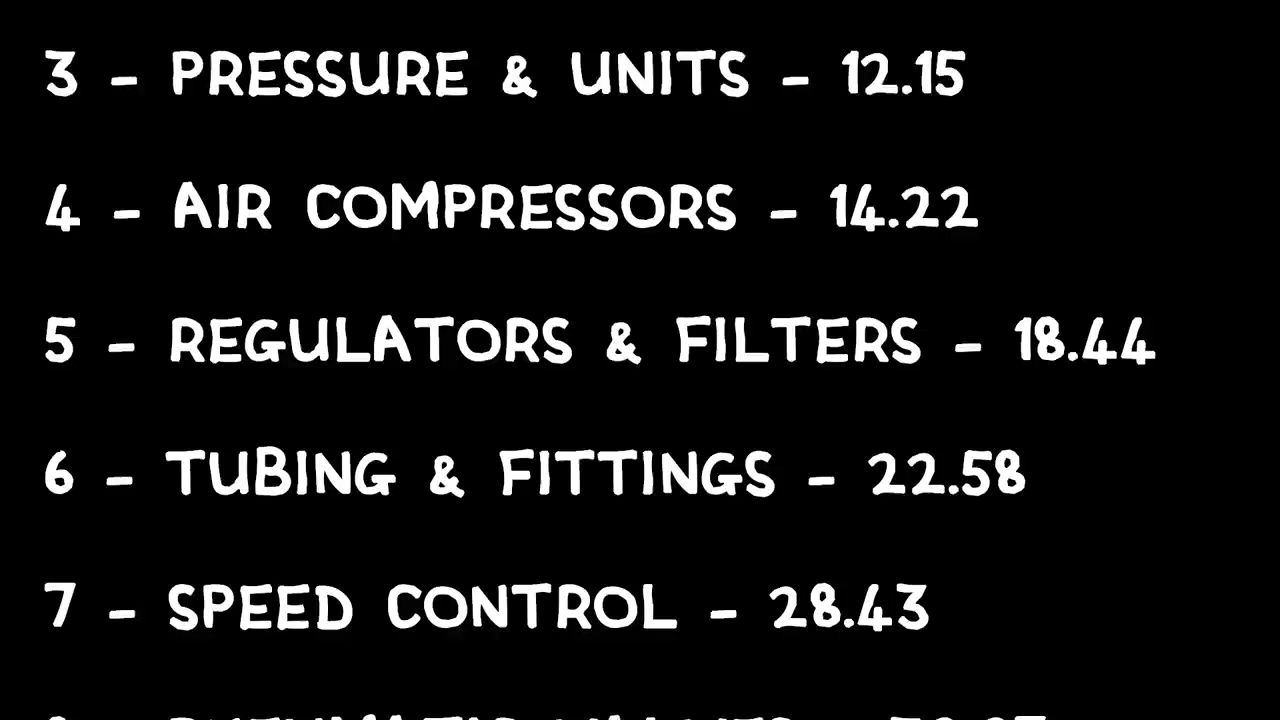 3 - PRESSURE & UNITS - 12.15
4 - AIR COMPRESSORS - 14.22
5 - REGULATORS & FILTERS - 18.44
6 - TUBING & FITTINGS - 22.58
7 - SPEED CONTROL - 28.43